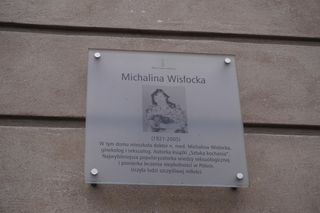 Michalina Wisłocka
(1921-2005)
W tym domu mieszkała doktor n. med. Michalina Wisłocka,
ginekolog i seksuolog. Autorka książki „Sztuka kochania”.
Najwybitniejsza popularyzatorka wiedzy seksuologicznej
i pionierka leczenia niepłodności w Polsce.
Uczyła ludzi szczęśliwej miłości.